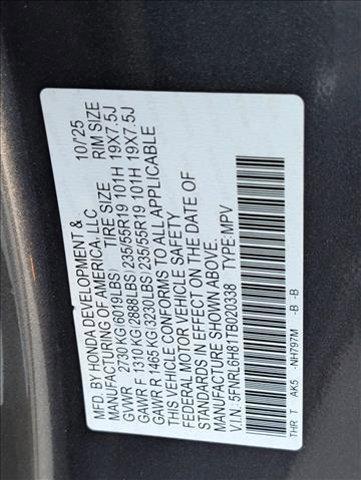 MFD. BY HONDA DEVELOPMENT & 10/25
MANUFACTURING OF AMERICA, LLC
TIRE SIZE RIM SIZE
GVWR 2730 KG(6019LBS)
GAWR F 1310 KG(2888LBS) 235/55R19 101H 19X7.5J
GAWR R 1465 KG(3230LBS) 235/55R19 101H 19X7.5J
THIS VEHICLE CONFORMS TO ALL APPLICABLE
FEDERAL MOTOR VEHICLE SAFETY
STANDARDS IN EFFECT ON THE DATE OF
MANUFACTURE SHOWN ABOVE.
V.I.N. 5FNRL6H81TB020338 TYPE:MPV
THR T AK5 -NH797M -B -B